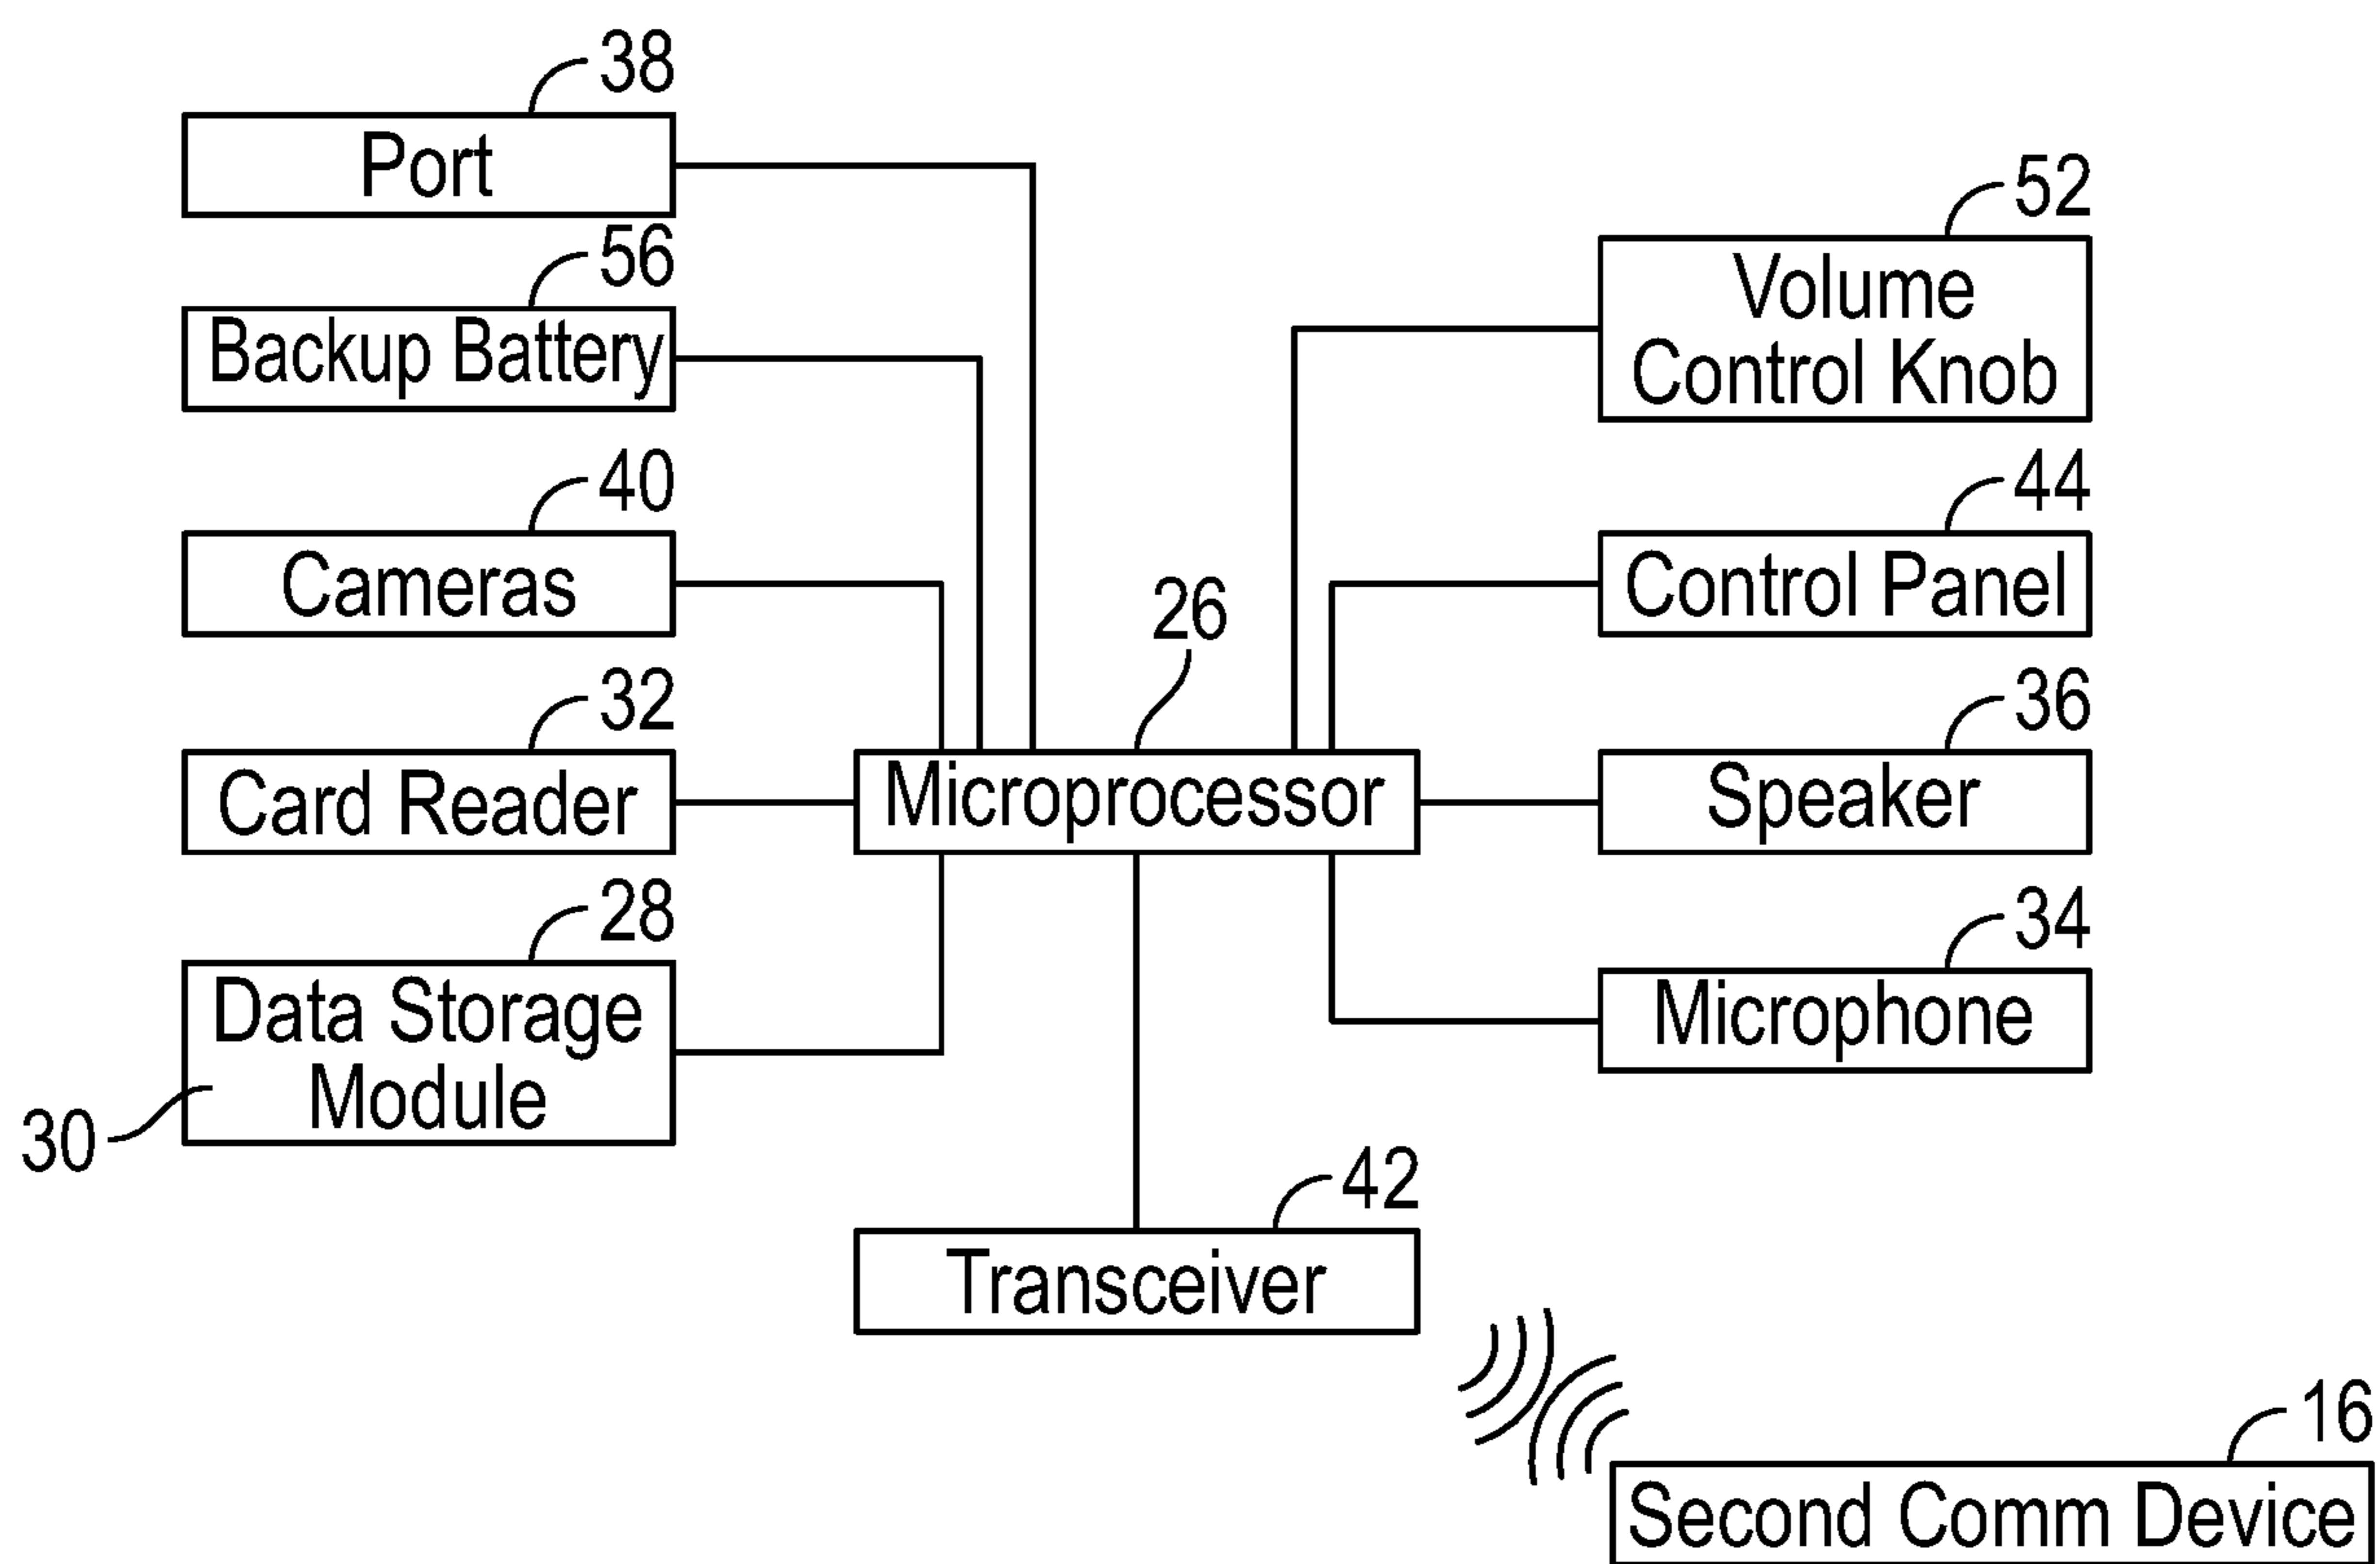 38
Port
56
Backup Battery
40
Cameras
32
Card Reader
28
Data Storage
Module
30
26
Microprocessor
42
Transceiver
52
Volume
Control Knob
44
Control Panel
36
Speaker
34
Microphone
16
Second Comm Device